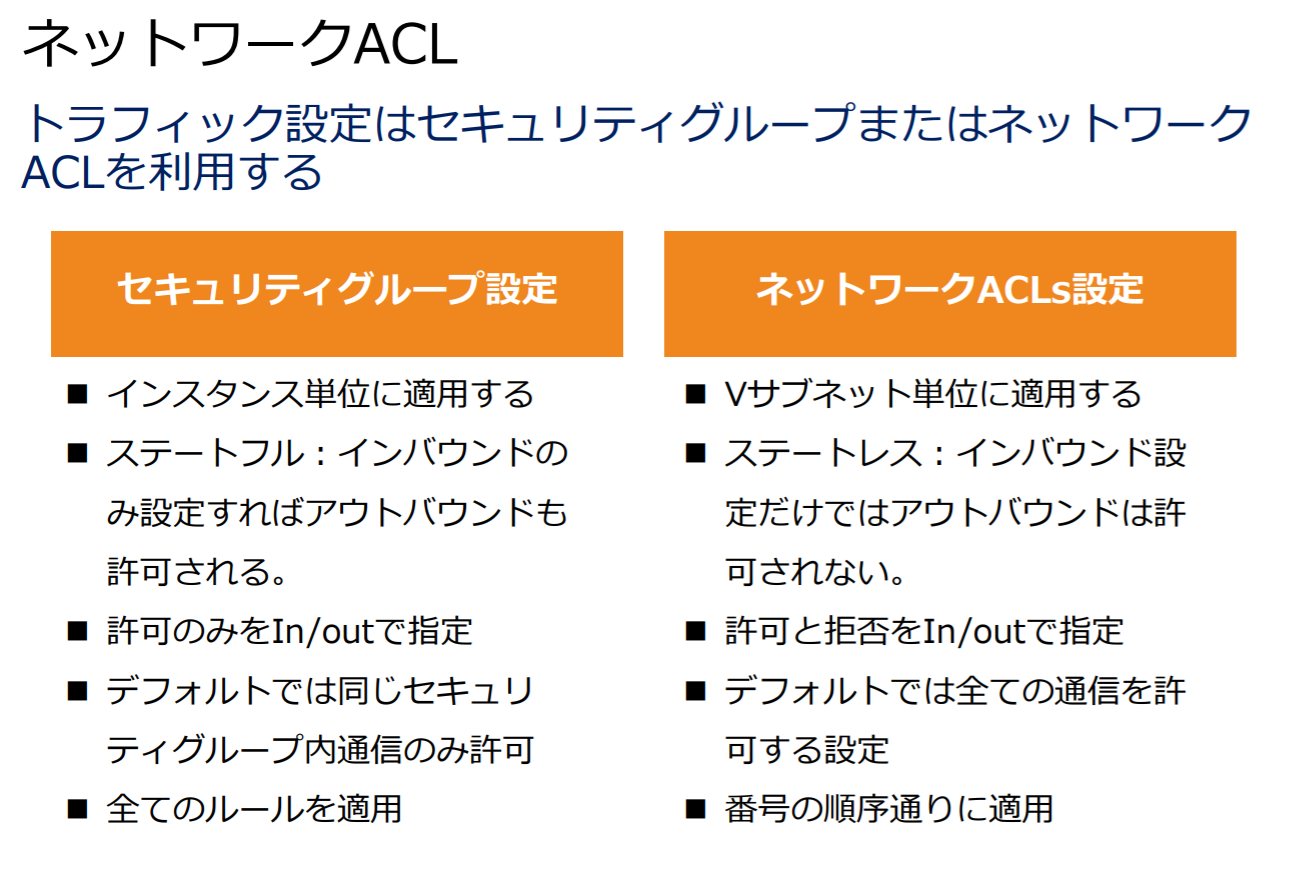 ネットワークACL
トラフィック設定はセキュリティグループまたはネットワーク
ACLを利用する
セキュリティグループ設定
■ インスタンス単位に適用する
■ ステートフル：インバウンドの
み設定すればアウトバウンドも
許可される。
■ 許可のみをIn/outで指定
■ デフォルトでは同じセキュリ
ティグループ内通信のみ許可
■ 全てのルールを適用
ネットワークACLs設定
■ Vサブネット単位に適用する
■ ステートレス：インバウンド設
定だけではアウトバウンドは許
可されない。
■ 許可と拒否をIn/outで指定
■ デフォルトでは全ての通信を許
可する設定
■ 番号の順序通りに適用